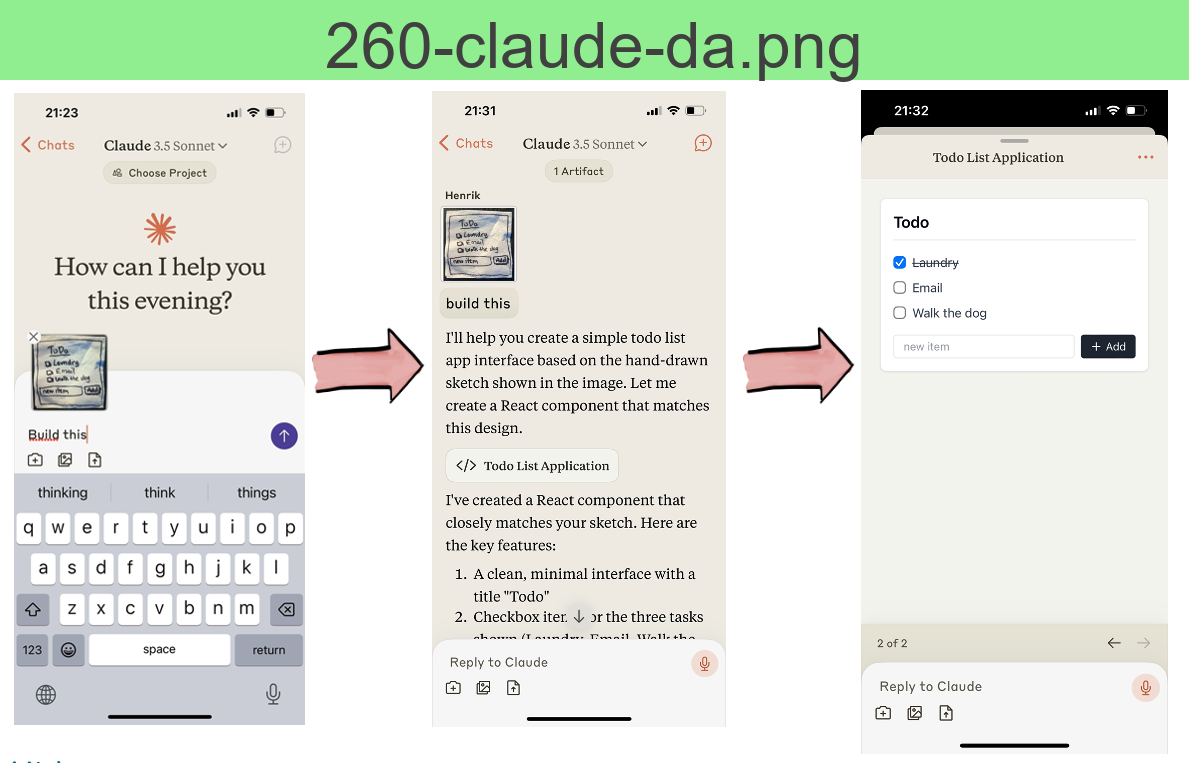 260-claude-da.png
21:23
Chats
Claude 3.5 Sonnet
Choose Project
How can I help you
this evening?
ToDo
Laundry
Email
Walk the dog
new item Add
Build this
thinking think things
q w e r t y u i o p
a s d f g h j k l
z x c v b n m
123 space return
21:31
Chats
Claude 3.5 Sonnet
1 Artifact
Henrik
ToDo
Laundry
Email
Walk the dog
new item Add
build this
I'll help you create a simple todo list
app interface based on the hand-drawn
sketch shown in the image. Let me
create a React component that matches
this design.
</> Todo List Application
I've created a React component that
closely matches your sketch. Here are
the key features:
1. A clean, minimal interface with a
title "Todo"
2. Checkbox iter or the three tasks
shown (Laundry, Email, Walk the
Reply to Claude
21:32
Todo List Application
Todo
Laundry
Email
Walk the dog
new item + Add
2 of 2
Reply to Claude